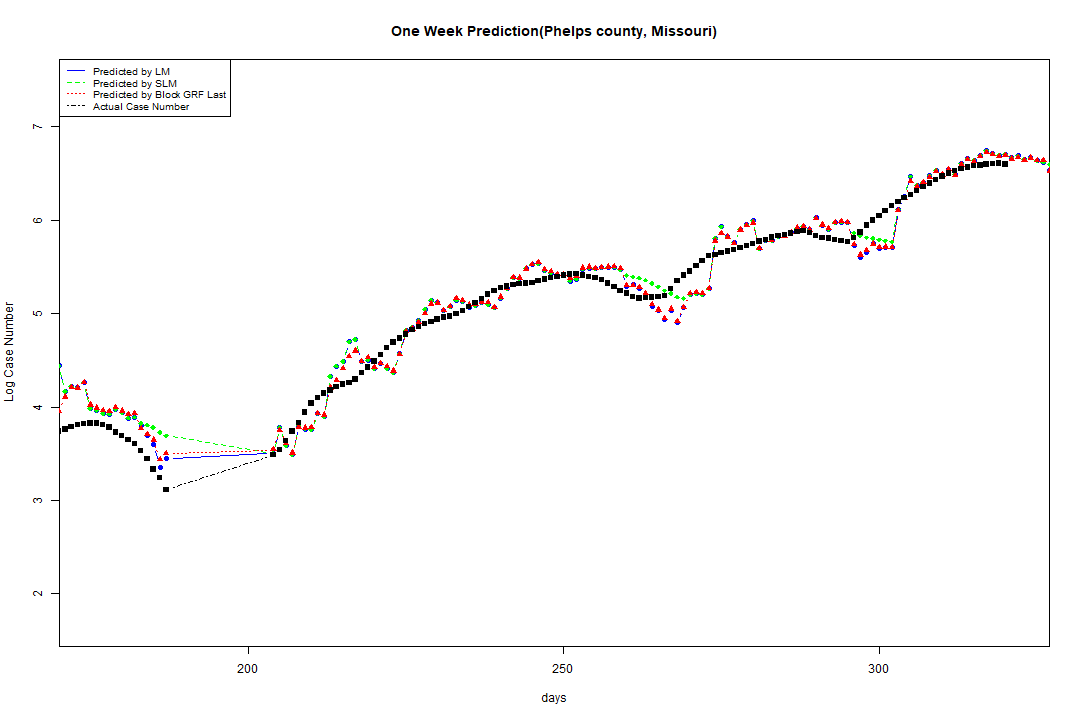 One Week Prediction(Phelps county, Missouri)
Predicted by LM
Predicted by SLM
Predicted by Block GRF Last
Actual Case Number
Log Case Number
7
6
5
4
3
2
200
250
300
days